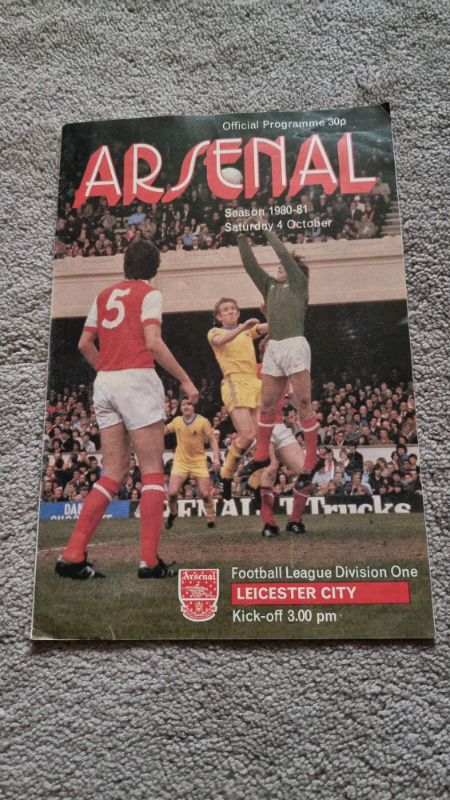 Official Programme 30p
ARSENAL
Season 1980-81
Saturday 4 October
5
ARSENAL
Trucks
Arsenal
Football League Division One
LEICESTER CITY
Kick-off 3.00 pm